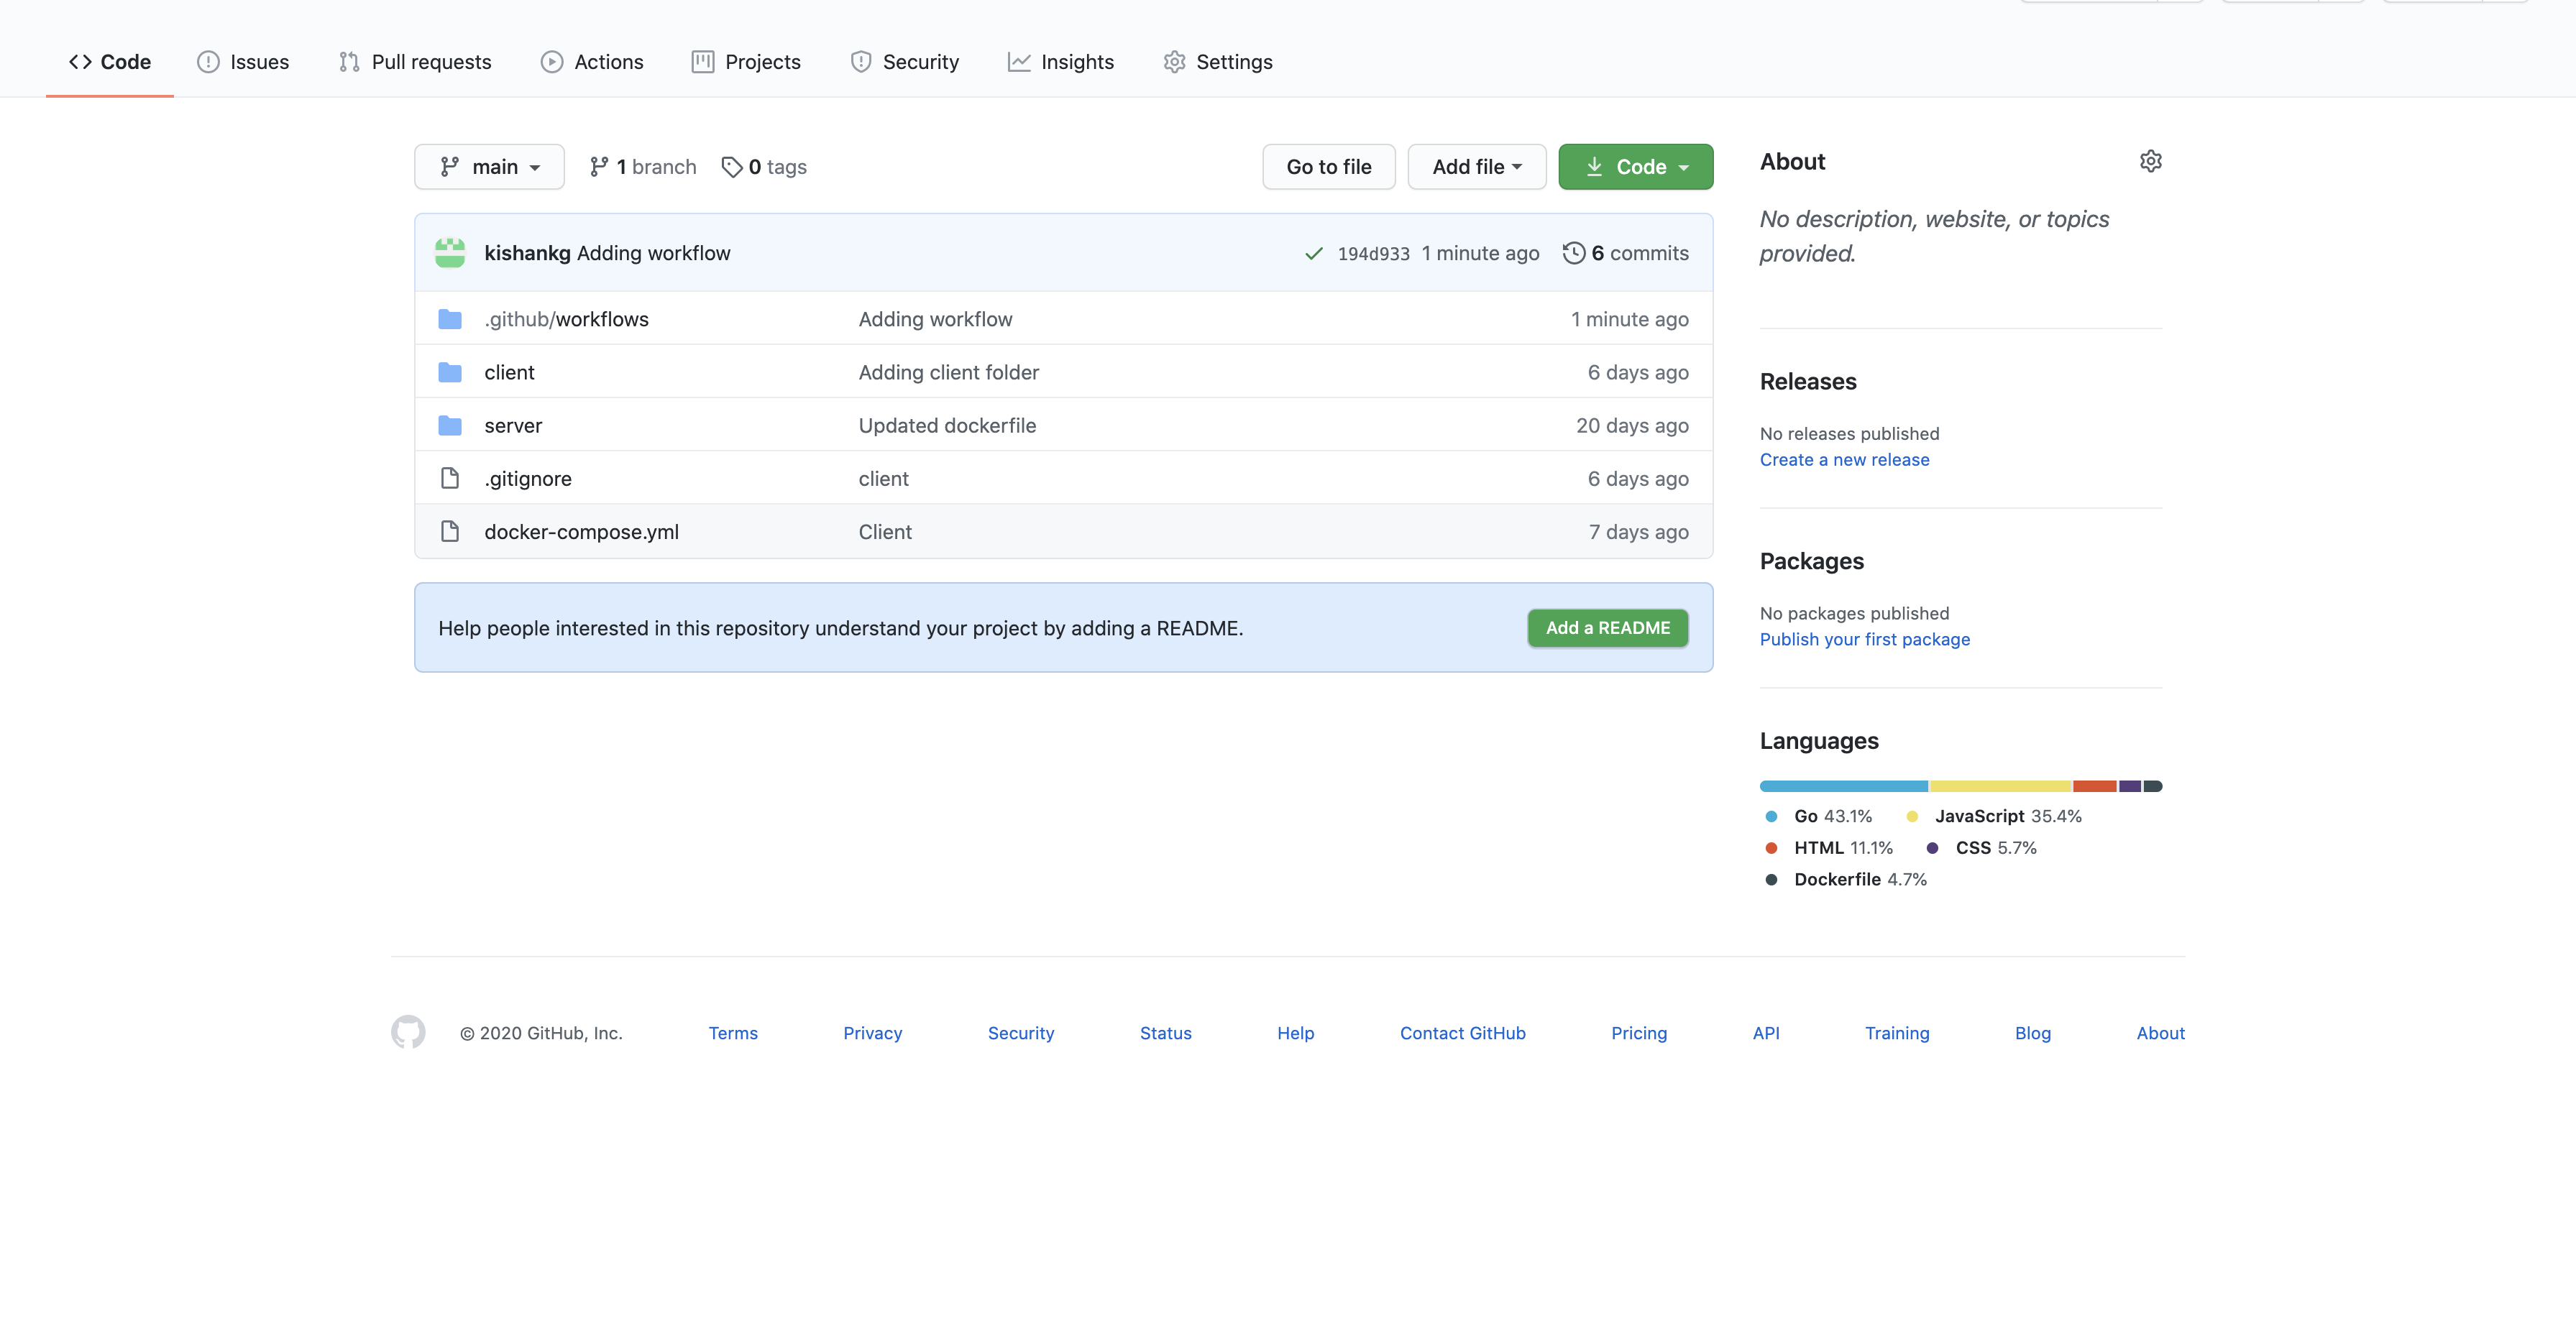 Code Issues Pull requests Actions Projects Security Insights Settings
main 1 branch 0 tags Go to file Add file Code
kishankg Adding workflow 194d933 1 minute ago 6 commits
.github/workflows Adding workflow 1 minute ago
client Adding client folder 6 days ago
server Updated dockerfile 20 days ago
.gitignore client 6 days ago
docker-compose.yml Client 7 days ago
Help people interested in this repository understand your project by adding a README. Add a README
About
No description, website, or topics
provided.
Releases
No releases published
Create a new release
Packages
No packages published
Publish your first package
Languages
Go 43.1% JavaScript 35.4%
HTML 11.1% CSS 5.7%
Dockerfile 4.7%
© 2020 GitHub, Inc. Terms Privacy Security Status Help Contact GitHub Pricing API Training Blog About